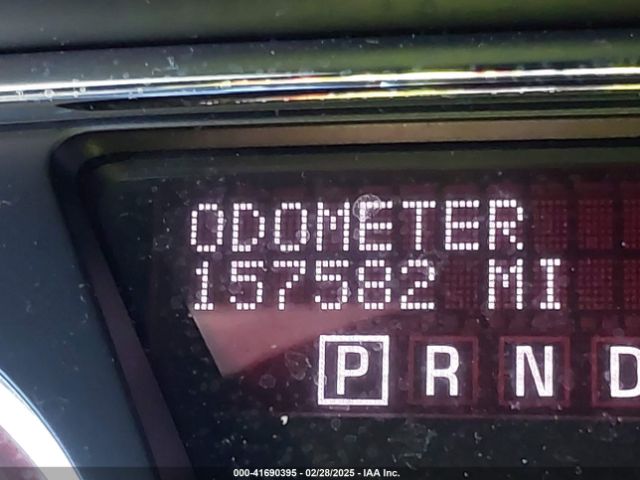 ODOMETER
157582 MI
P R N D
000-41690395 - 02/28/2025 - IAA Inc.